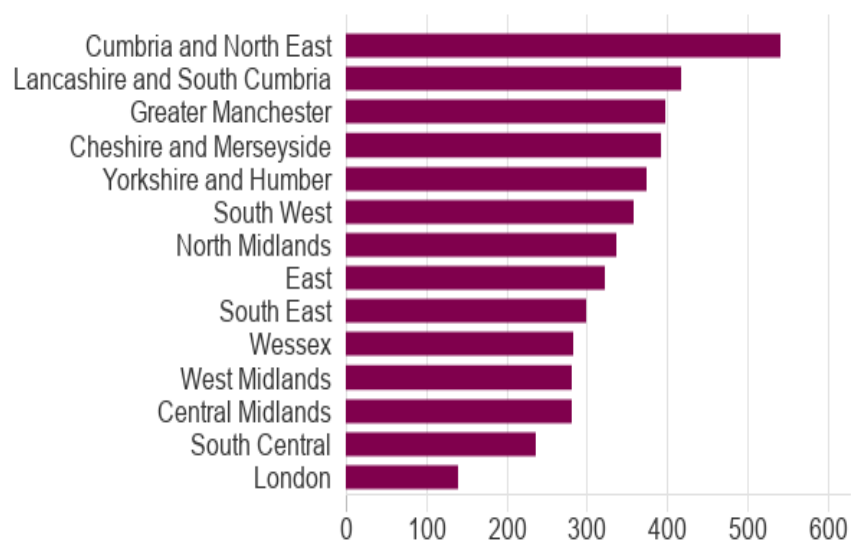 Cumbria and North East
Lancashire and South Cumbria
Greater Manchester
Cheshire and Merseyside
Yorkshire and Humber
South West
North Midlands
East
South East
Wessex
West Midlands
Central Midlands
South Central
London
0 100 200 300 400 500 600